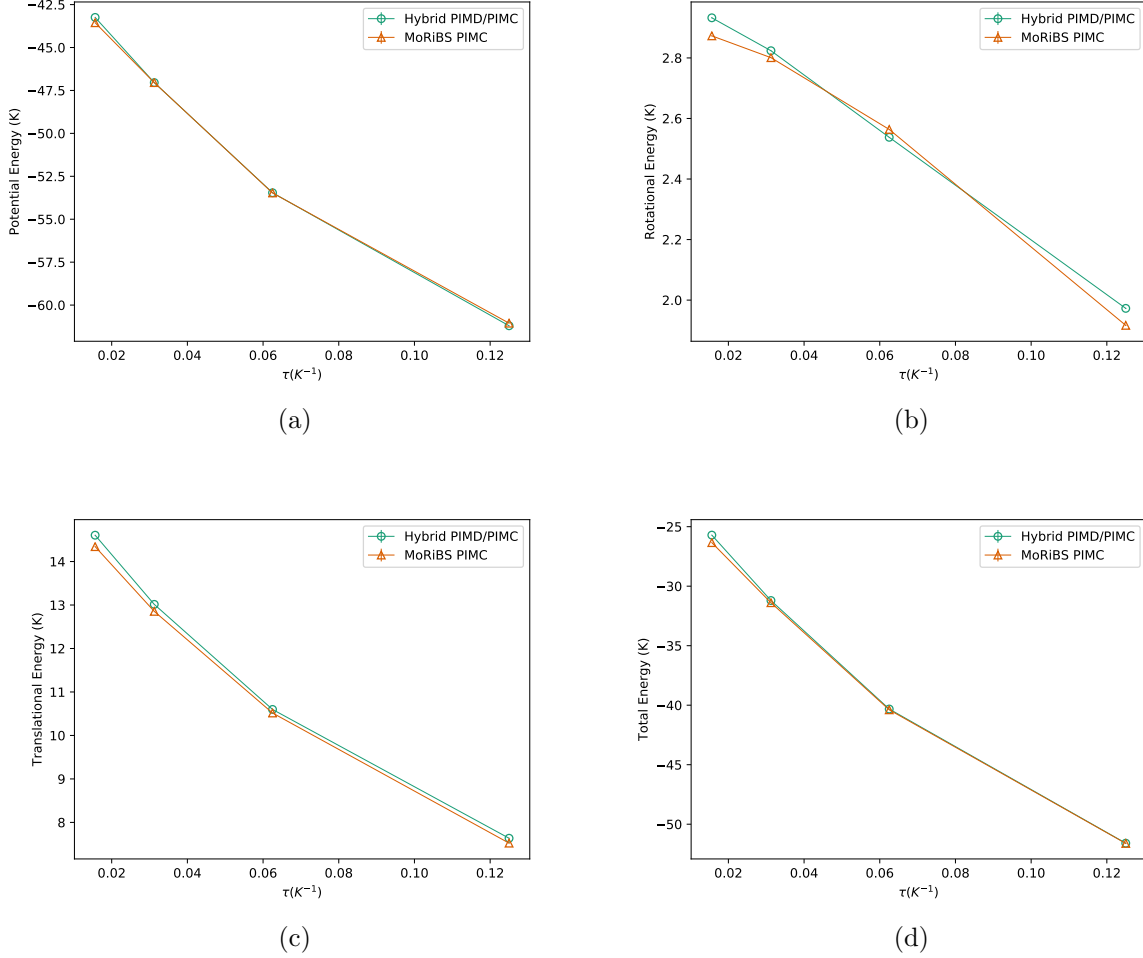 Potential Energy (K)
−42.5
−45.0
−47.5
−50.0
−52.5
−55.0
−57.5
−60.0
0.02 0.04 0.06 0.08 0.10 0.12
τ(K⁻¹)
Hybrid PIMD/PIMC
MoRiBS PIMC
(a)
Rotational Energy (K)
2.8
2.6
2.4
2.2
2.0
0.02 0.04 0.06 0.08 0.10 0.12
τ(K⁻¹)
Hybrid PIMD/PIMC
MoRiBS PIMC
(b)
Translational Energy (K)
14
13
12
11
10
9
8
0.02 0.04 0.06 0.08 0.10 0.12
τ(K⁻¹)
Hybrid PIMD/PIMC
MoRiBS PIMC
(c)
Total Energy (K)
−25
−30
−35
−40
−45
−50
0.02 0.04 0.06 0.08 0.10 0.12
τ(K⁻¹)
Hybrid PIMD/PIMC
MoRiBS PIMC
(d)